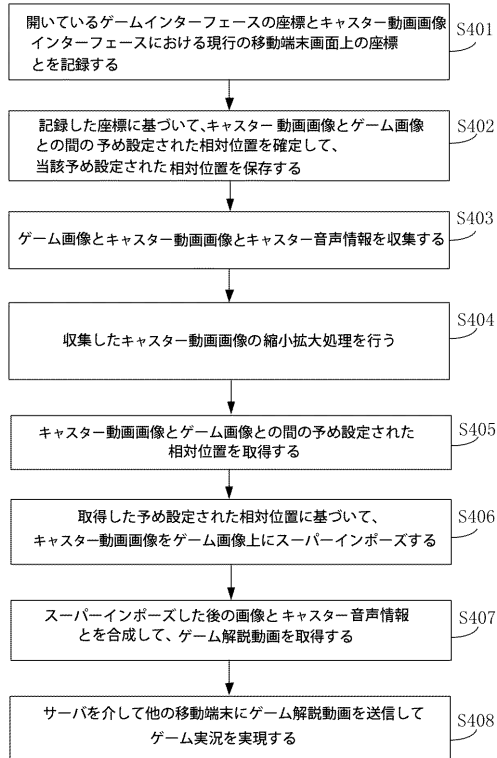 開いているゲームインターフェースの座標とキャスター動画画像
インターフェースにおける現行の移動端末画面上の座標
とを記録する
S401
記録した座標に基づいて、キャスター 動画画像とゲーム画像
との間の予め設定された相対位置を確定して、
当該予め設定された相対位置を保存する
S402
ゲーム画像とキャスター動画画像とキャスター音声情報を収集する
S403
収集したキャスター動画画像の縮小拡大処理を行う
S404
キャスター動画画像とゲーム画像との間の予め設定された
相対位置を取得する
S405
取得した予め設定された相対位置に基づいて、
キャスター動画画像をゲーム画像上にスーパーインポーズする
S406
スーパーインポーズした後の画像とキャスター音声情報
とを合成して、ゲーム解説動画を取得する
S407
サーバを介して他の移動端末にゲーム解説動画を送信して
ゲーム実況を実現する
S408